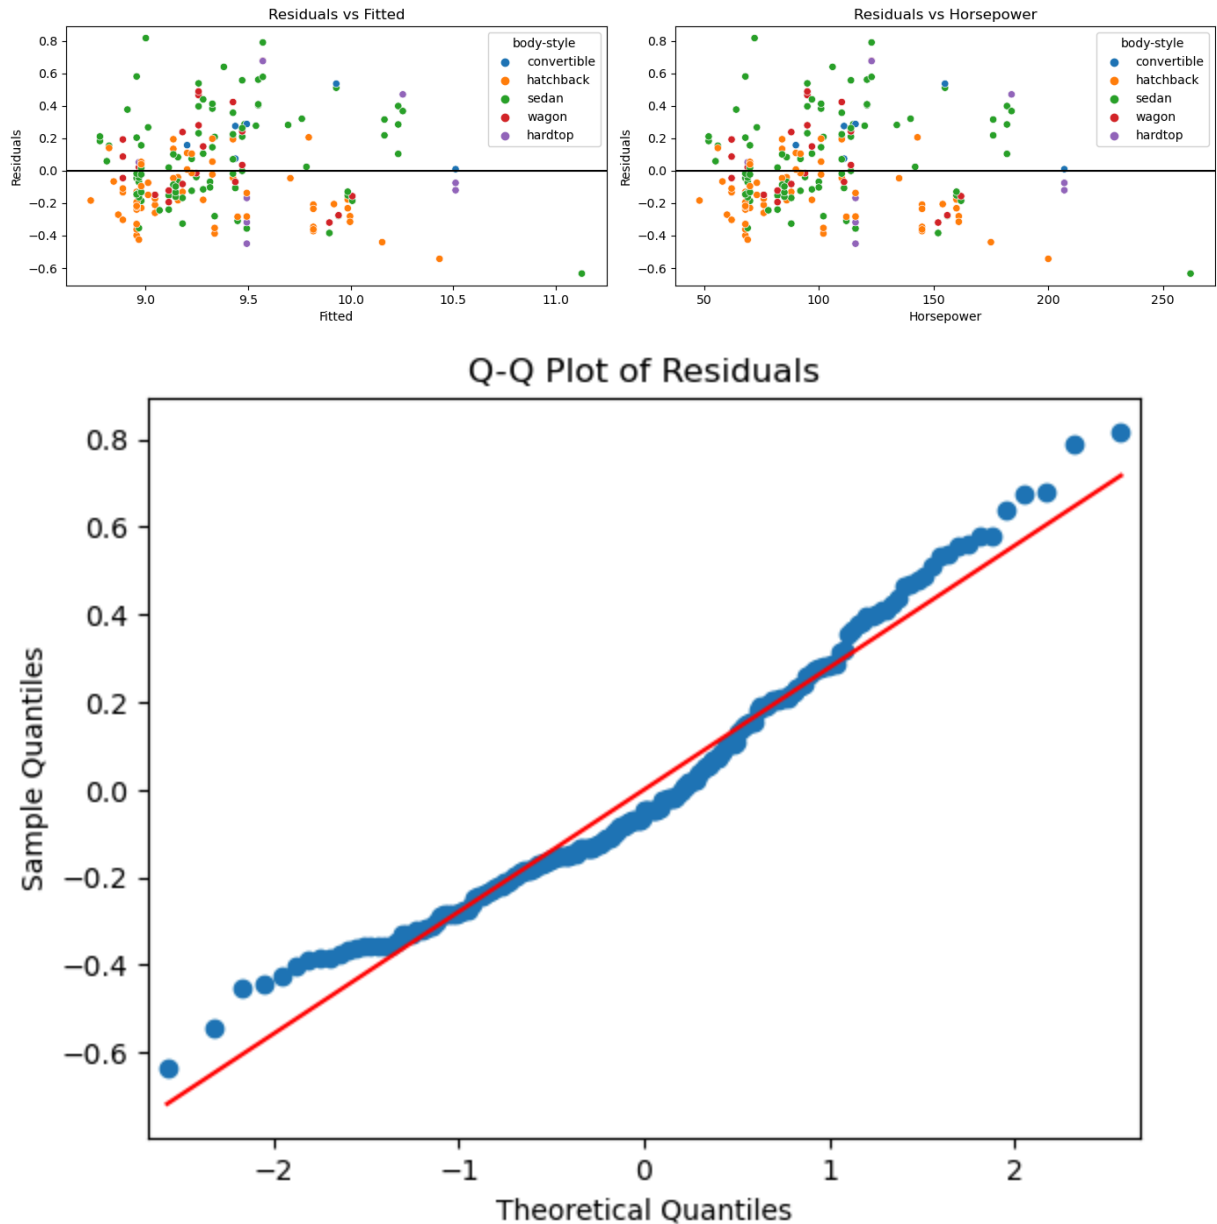 Residuals vs Fitted
Residuals
0.8
0.6
0.4
0.2
0.0
−0.2
−0.4
−0.6
body-style
convertible
hatchback
sedan
wagon
hardtop
9.0 9.5 10.0 10.5 11.0
Fitted
Residuals vs Horsepower
Residuals
0.8
0.6
0.4
0.2
0.0
−0.2
−0.4
−0.6
body-style
convertible
hatchback
sedan
wagon
hardtop
50 100 150 200 250
Horsepower
Q-Q Plot of Residuals
Sample Quantiles
0.8
0.6
0.4
0.2
0.0
−0.2
−0.4
−0.6
−2 −1 0 1 2
Theoretical Quantiles